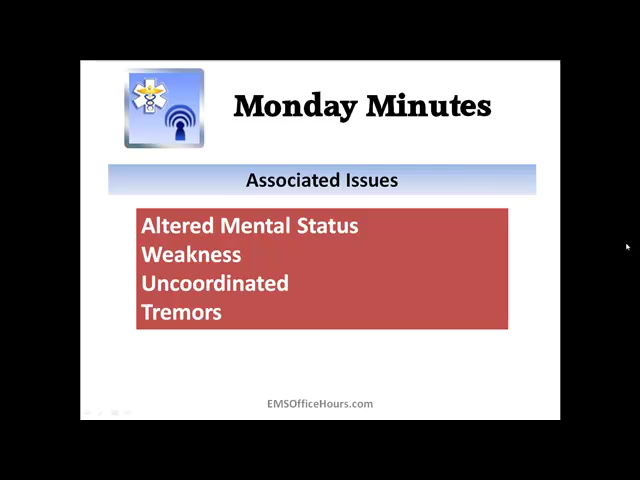 Monday Minutes
Associated Issues
Altered Mental Status
Weakness
Uncoordinated
Tremors
EMSOfficeHours.com